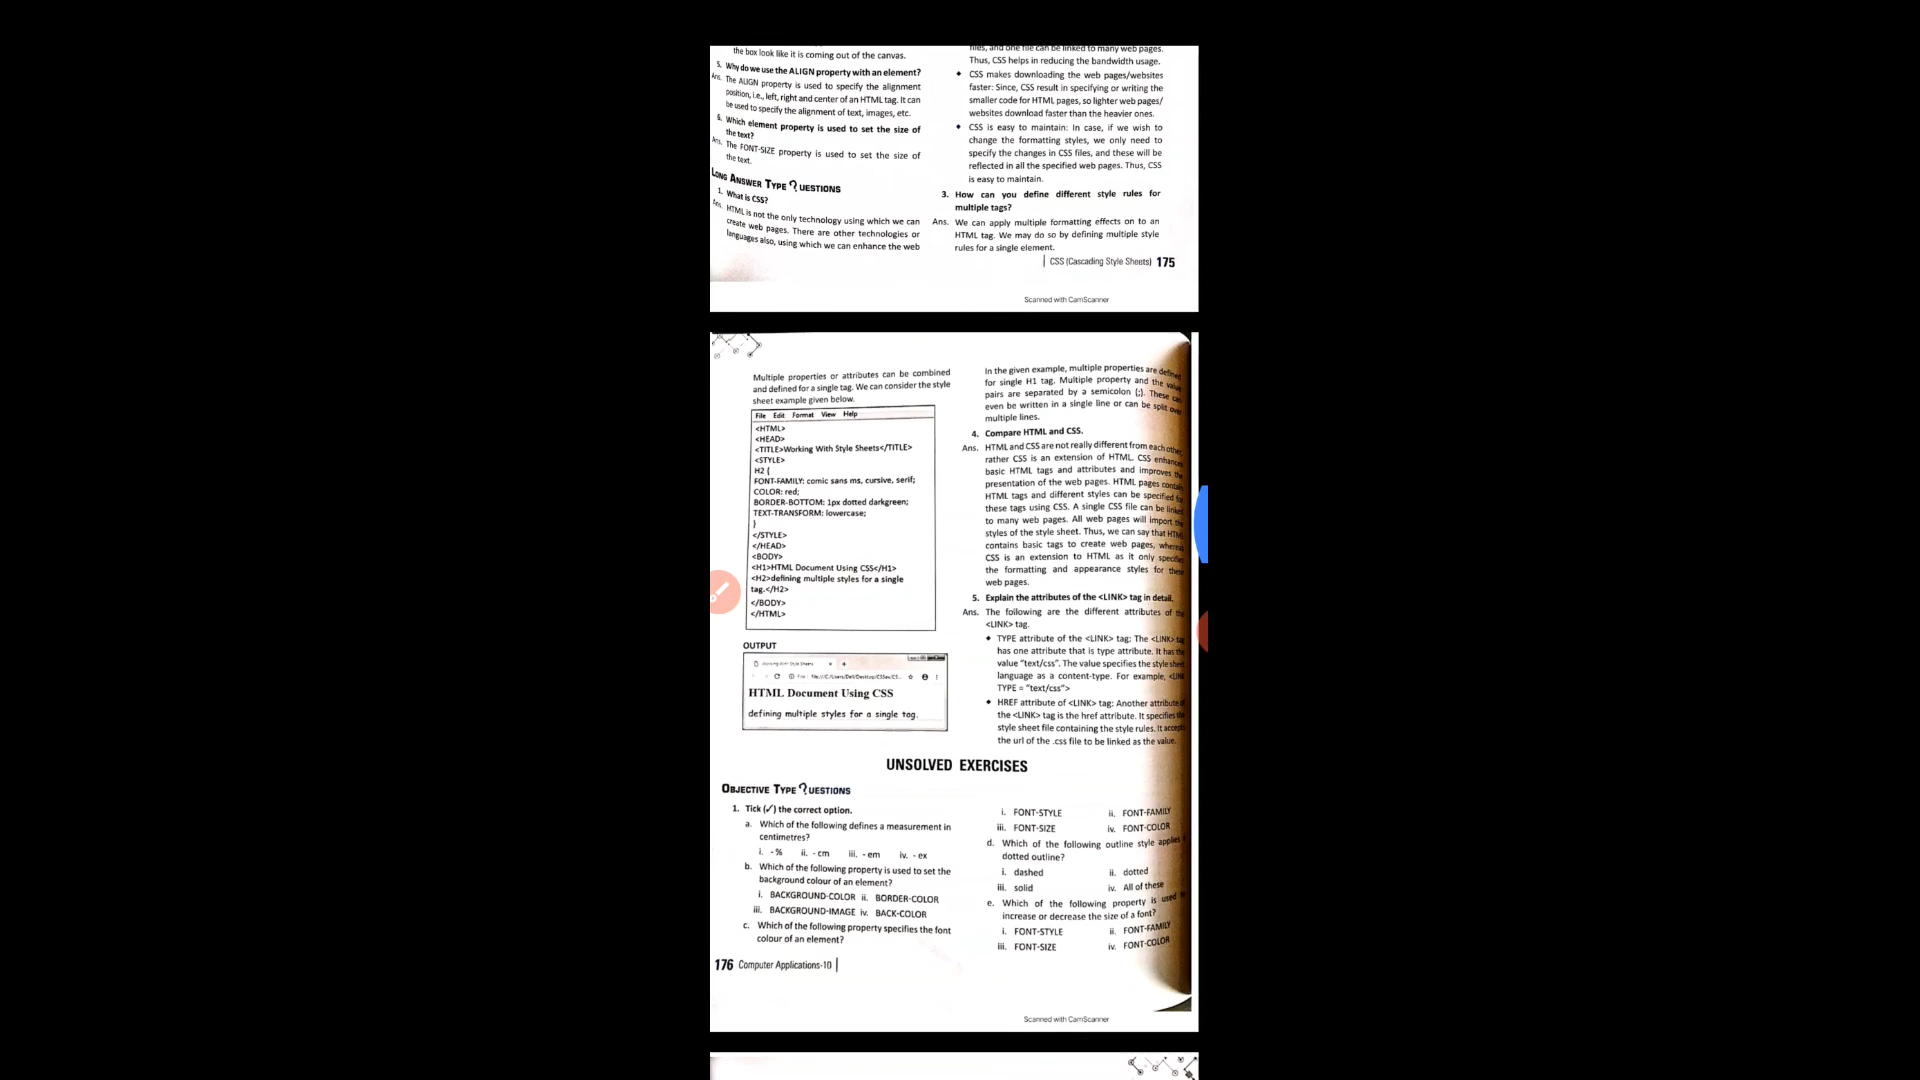 the box look like it is coming out of the canvas.
5. Why do we use the ALIGN property with an element?
Ans. The ALIGN property is used to specify the alignment
position, i.e., left, right and center of an HTML tag. It can
be used to specify the alignment of text, images, etc.
6. Which element property is used to set the size of
the text?
Ans. The FONT-SIZE property is used to set the size of
the text.
LONG ANSWER TYPE QUESTIONS
1. What is CSS?
Ans. HTML is not the only technology using which we can
create web pages. There are other technologies or
languages also, using which we can enhance the web
files, and one file can be linked to many web pages.
Thus, CSS helps in reducing the bandwidth usage.
◆ CSS makes downloading the web pages/websites
faster: Since, CSS result in specifying or writing the
smaller code for HTML pages, so lighter web pages/
websites download faster than the heavier ones.
◆ CSS is easy to maintain: In case, if we wish to
change the formatting styles, we only need to
specify the changes in CSS files, and these will be
reflected in all the specified web pages. Thus, CSS
is easy to maintain.
3. How can you define different style rules for
multiple tags?
Ans. We can apply multiple formatting effects on to an
HTML tag. We may do so by defining multiple style
rules for a single element.
CSS (Cascading Style Sheets) 175
Scanned with CamScanner
Multiple properties or attributes can be combined
and defined for a single tag. We can consider the style
sheet example given below.
File Edit Format View Help
<HTML>
<HEAD>
<TITLE>Working With Style Sheets</TITLE>
<STYLE>
H2 {
FONT-FAMILY: comic sans ms, cursive, serif;
COLOR: red;
BORDER-BOTTOM: 1px dotted darkgreen;
TEXT-TRANSFORM: lowercase;
}
</STYLE>
</HEAD>
<BODY>
<H1>HTML Document Using CSS</H1>
<H2>defining multiple styles for a single
tag.</H2>
</BODY>
</HTML>
OUTPUT
Working With Style Sheets
HTML Document Using CSS
defining multiple styles for a single tag.
In the given example, multiple properties are defined
for single H1 tag. Multiple property and the value
pairs are separated by a semicolon (;). These can
even be written in a single line or can be split over
multiple lines.
4. Compare HTML and CSS.
Ans. HTML and CSS are not really different from each other,
rather CSS is an extension of HTML. CSS enhances
basic HTML tags and attributes and improves the
presentation of the web pages. HTML pages contain
HTML tags and different styles can be specified for
these tags using CSS. A single CSS file can be linked
to many web pages. All web pages will import the
styles of the style sheet. Thus, we can say that HTML
contains basic tags to create web pages, whereas
CSS is an extension to HTML as it only specifies
the formatting and appearance styles for these
web pages.
5. Explain the attributes of the <LINK> tag in detail.
Ans. The following are the different attributes of the
<LINK> tag.
◆ TYPE attribute of the <LINK> tag: The <LINK> tag
has one attribute that is type attribute. It has the
value "text/css". The value specifies the style sheet
language as a content-type. For example, <LINK
TYPE = "text/css">
◆ HREF attribute of <LINK> tag: Another attribute of
the <LINK> tag is the href attribute. It specifies the
style sheet file containing the style rules. It accepts
the url of the .css file to be linked as the value.
UNSOLVED EXERCISES
OBJECTIVE TYPE QUESTIONS
1. Tick (✓) the correct option.
a. Which of the following defines a measurement in
centimetres?
i. - % ii. - cm iii. - em iv. - ex
b. Which of the following property is used to set the
background colour of an element?
i. BACKGROUND-COLOR ii. BORDER-COLOR
iii. BACKGROUND-IMAGE iv. BACK-COLOR
c. Which of the following property specifies the font
colour of an element?
i. FONT-STYLE ii. FONT-FAMILY
iii. FONT-SIZE iv. FONT-COLOR
d. Which of the following outline style applies
dotted outline?
i. dashed ii. dotted
iii. solid iv. All of these
e. Which of the following property is used to
increase or decrease the size of a font?
i. FONT-STYLE ii. FONT-FAMILY
iii. FONT-SIZE iv. FONT-COLOR
176 Computer Applications-10
Scanned with CamScanner